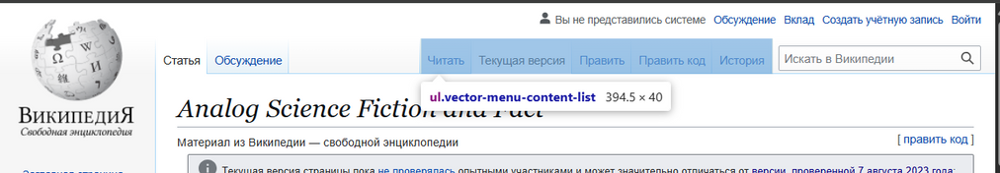 Вы не представились системе Обсуждение Вклад Создать учётную запись Войти
Статья Обсуждение Читать Текущая версия Править Править код История Искать в Википедии
ul.vector-menu-content-list 394.5 × 40
ВИКИПЕДИЯ
Свободная энциклопедия
Analog Science Fiction and Fact
Материал из Википедии — свободной энциклопедии [ править код ]
Текущая версия страницы пока не проверялась опытными участниками и может значительно отличаться от версии, проверенной 7 августа 2023 года;